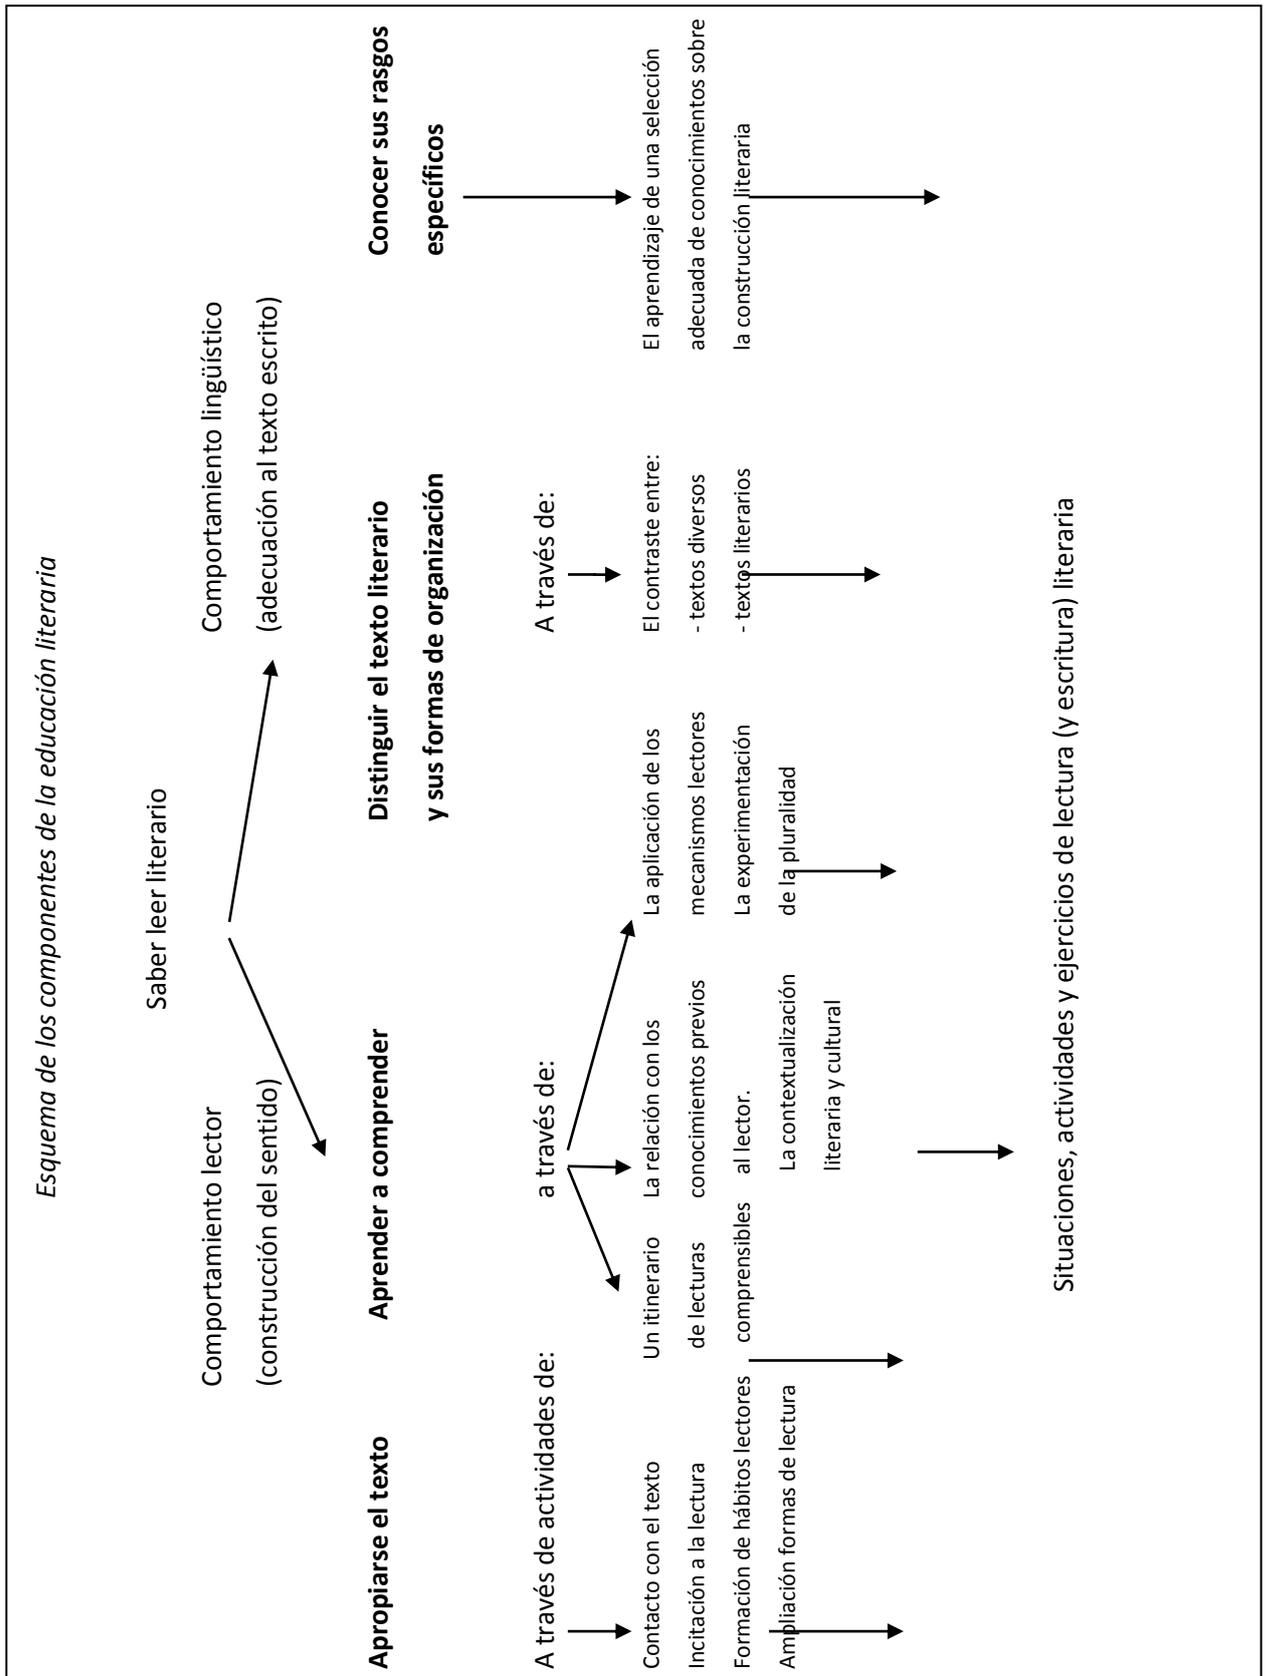 Esquema de los componentes de la educación literaria
Saber leer literario
Comportamiento lector
(construcción del sentido)
Comportamiento lingüístico
(adecuación al texto escrito)
Apropiarse el texto
Aprender a comprender
Distinguir el texto literario
y sus formas de organización
Conocer sus rasgos
específicos
A través de actividades de:
a través de:
A través de:
Contacto con el texto
Incitación a la lectura
Formación de hábitos lectores
Ampliación formas de lectura
Un itinerario
de lecturas
comprensibles
La relación con los
conocimientos previos
al lector.
La contextualización
literaria y cultural
La aplicación de los
mecanismos lectores
La experimentación
de la pluralidad
El contraste entre:
- textos diversos
- textos literarios
El aprendizaje de una selección
adecuada de conocimientos sobre
la construcción literaria
Situaciones, actividades y ejercicios de lectura (y escritura) literaria